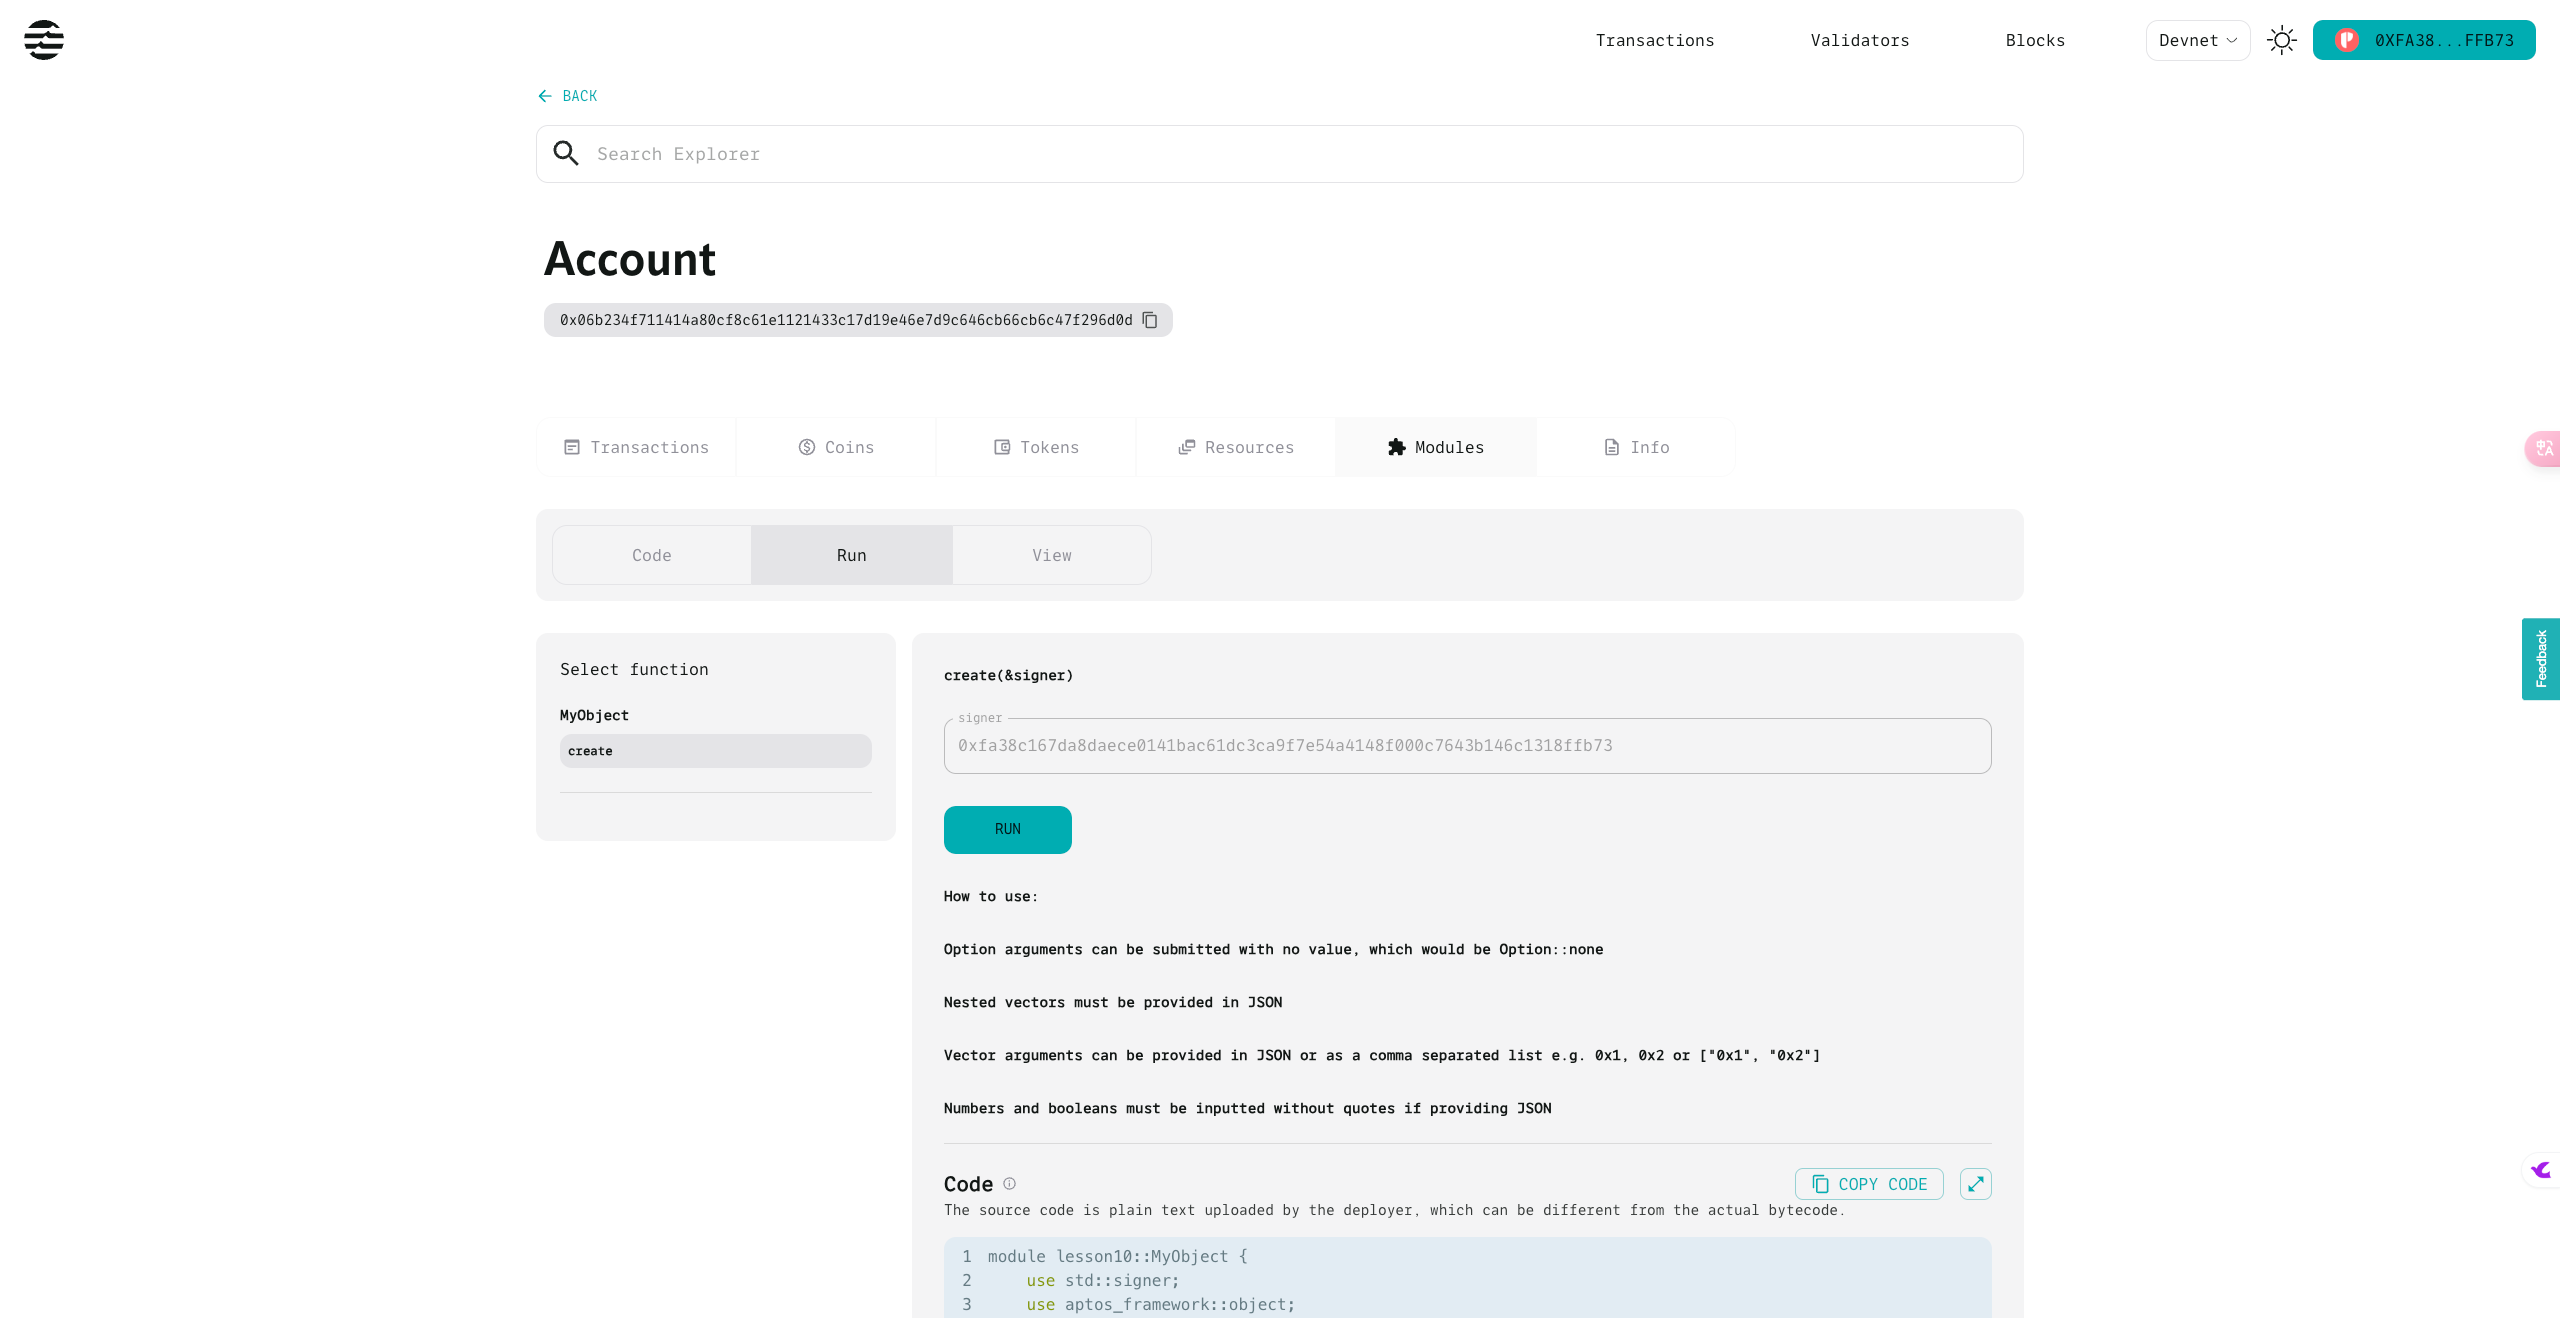 Transactions Validators Blocks Devnet 0XFA38...FFB73
BACK
Search Explorer
Account
0x06b234f711414a80cf8c61e1121433c17d19e46e7d9c646cb66cb6c47f296d0d
Transactions Coins Tokens Resources Modules Info
Code Run View
Feedback
Select function
MyObject
create
create(&signer)
signer
0xfa38c167da8daece0141bac61dc3ca9f7e54a4148f000c7643b146c1318ffb73
RUN
How to use:
Option arguments can be submitted with no value, which would be Option::none
Nested vectors must be provided in JSON
Vector arguments can be provided in JSON or as a comma separated list e.g. 0x1, 0x2 or ["0x1", "0x2"]
Numbers and booleans must be inputted without quotes if providing JSON
Code COPY CODE
The source code is plain text uploaded by the deployer, which can be different from the actual bytecode.
1 module lesson10::MyObject {
2 use std::signer;
3 use aptos_framework::object;